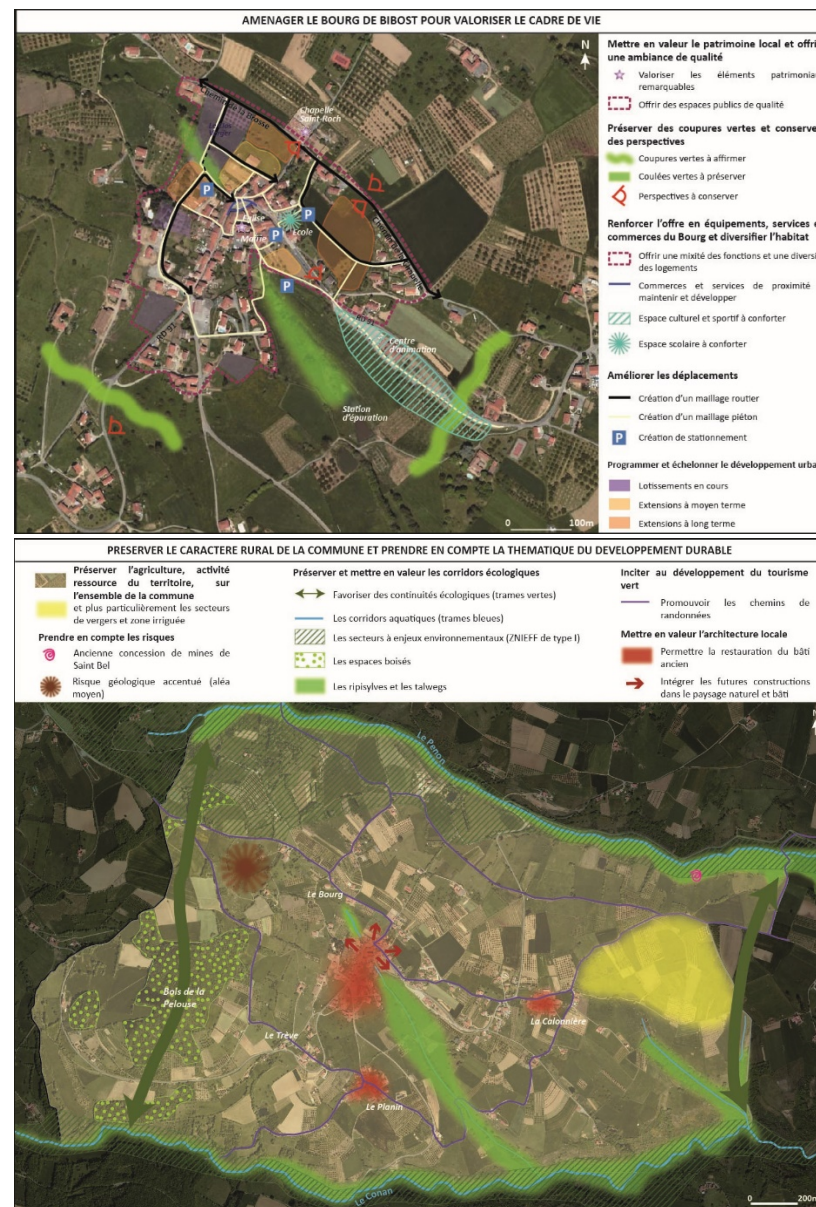 AMENAGER LE BOURG DE BIBOST POUR VALORISER LE CADRE DE VIE
N
Chemin de la Brosse
Chapelle
Saint-Roch
P
P
P
P
Eglise
Mairie
Ecole
Centre
d'animation
Station
d'épuration
0 100m
Mettre en valeur le patrimoine local et offri
une ambiance de qualité
Valoriser les éléments patrimonia
remarquables
Offrir des espaces publics de qualité
Préserver des coupures vertes et conserve
des perspectives
Coupures vertes à affirmer
Coulées vertes à préserver
Perspectives à conserver
Renforcer l'offre en équipements, services e
commerces du Bourg et diversifier l'habitat
Offrir une mixité des fonctions et une diversi
des logements
Commerces et services de proximité
maintenir et développer
Espace culturel et sportif à conforter
Espace scolaire à conforter
Améliorer les déplacements
Création d'un maillage routier
Création d'un maillage piéton
P Création de stationnement
Programmer et échelonner le développement urba
Lotissements en cours
Extensions à moyen terme
Extensions à long terme
PRESERVER LE CARACTERE RURAL DE LA COMMUNE ET PRENDRE EN COMPTE LA THEMATIQUE DU DEVELOPPEMENT DURABLE
Préserver l'agriculture, activité
ressource du territoire, sur
l'ensemble de la commune
et plus particulièrement les secteurs
de vergers et zone irriguée
Prendre en compte les risques
Ancienne concession de mines de
Saint Bel
Risque géologique accentué (aléa
moyen)
Préserver et mettre en valeur les corridors écologiques
Favoriser des continuités écologiques (trames vertes)
Les corridors aquatiques (trames bleues)
Les secteurs à enjeux environnementaux (ZNIEFF de type I)
Les espaces boisés
Les ripisylves et les talwegs
Inciter au développement du tourisme
vert
Promouvoir les chemins de
randonnées
Mettre en valeur l'architecture locale
Permettre la restauration du bâti
ancien
Intégrer les futures constructions
dans le paysage naturel et bâti
N
Le Penon
Le Bourg
Bois de la
Pelouse
La Calonnière
Le Trève
Le Planin
Le Conan
0 200m